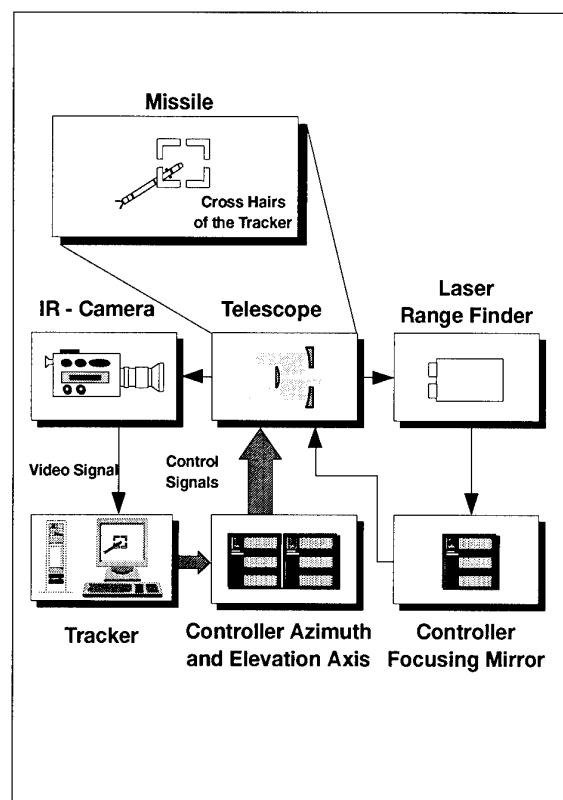 Missile
Cross Hairs
of the Tracker
IR - Camera
Telescope
Laser
Range Finder
Video Signal
Control
Signals
Tracker
Controller Azimuth
and Elevation Axis
Controller
Focusing Mirror